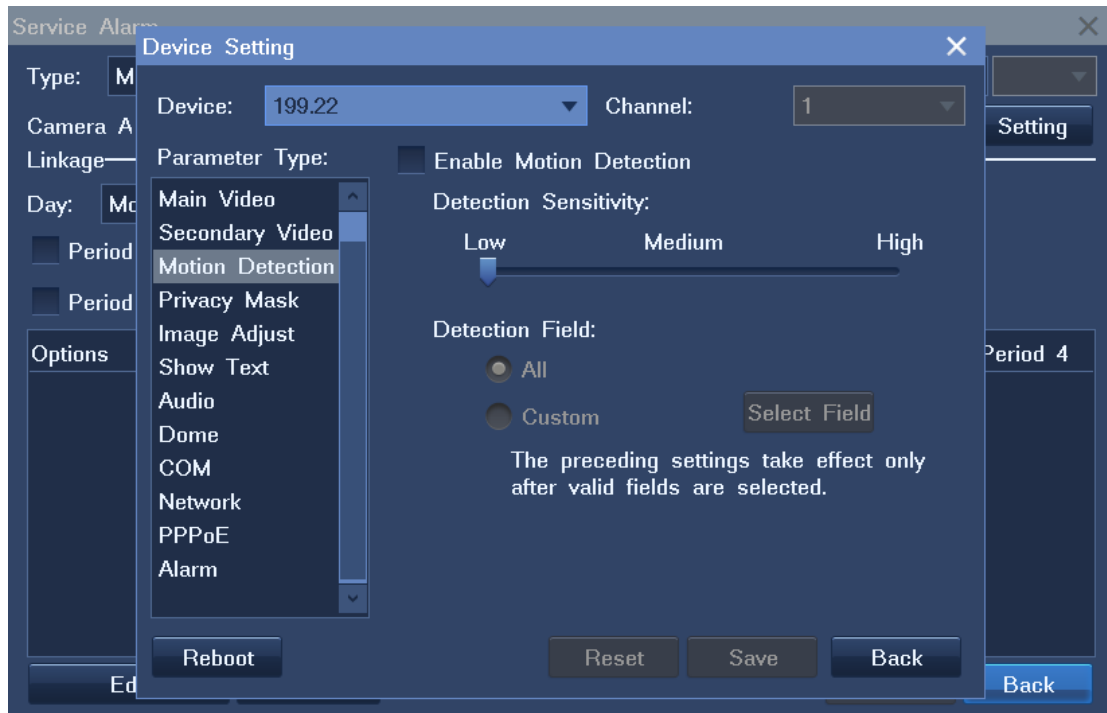 Service Alarm
Device Setting
Type: M
Device: 199.22 Channel: 1
Camera A
Setting
Linkage
Parameter Type:
Enable Motion Detection
Day: Mo
Main Video
Secondary Video
Motion Detection
Privacy Mask
Image Adjust
Show Text
Audio
Dome
COM
Network
PPPoE
Alarm
Detection Sensitivity:
Low Medium High
Detection Field:
All
Custom Select Field
The preceding settings take effect only
after valid fields are selected.
Period
Period
Options Period 4
Reboot Reset Save Back
Ed Back